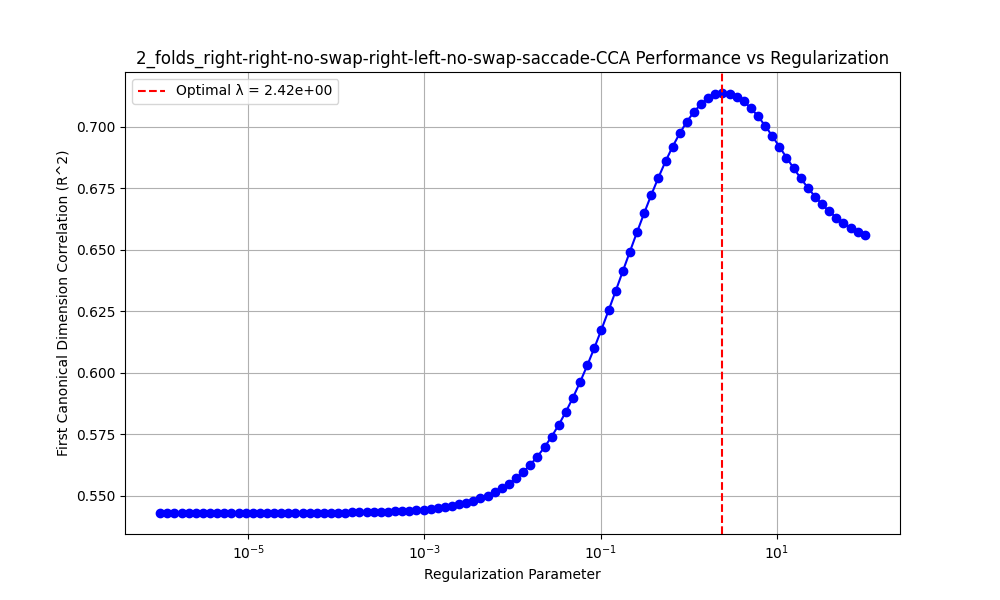 2_folds_right-right-no-swap-right-left-no-swap-saccade-CCA Performance vs Regularization
Optimal λ = 2.42e+00
First Canonical Dimension Correlation (R^2)
0.700
0.675
0.650
0.625
0.600
0.575
0.550
10⁻⁵ 10⁻³ 10⁻¹ 10¹
Regularization Parameter